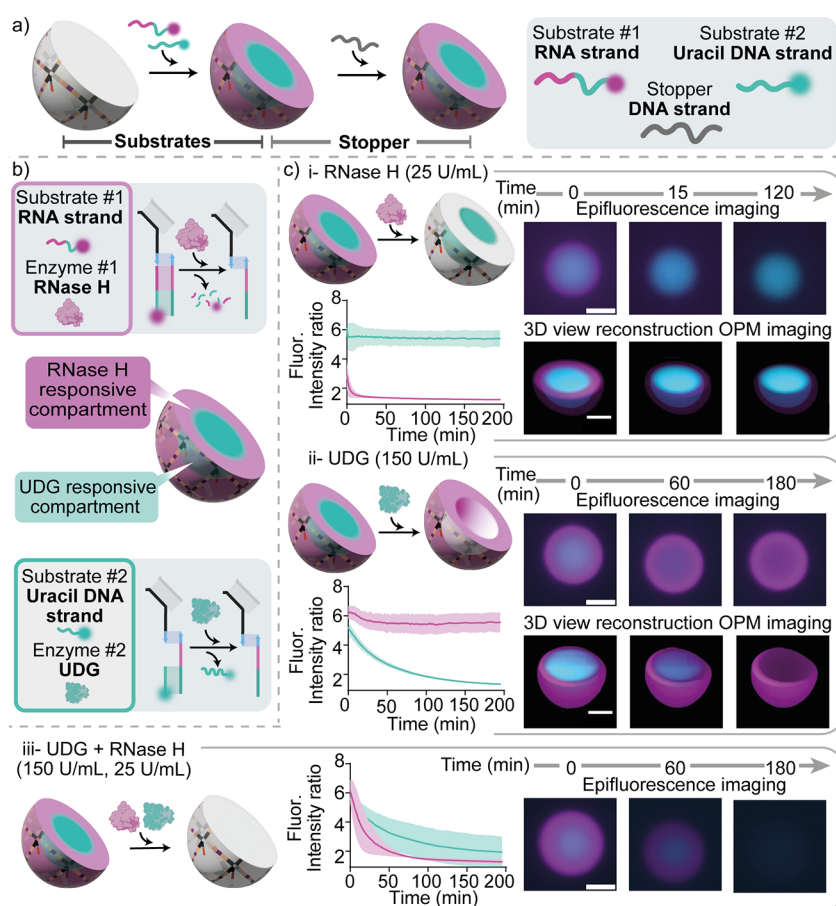 a)
Substrates
Stopper
Substrate #1
RNA strand
Substrate #2
Uracil DNA strand
Stopper
DNA strand
b)
Substrate #1
RNA strand
Enzyme #1
RNase H
RNase H
responsive
compartment
UDG responsive
compartment
Substrate #2
Uracil DNA
strand
Enzyme #2
UDG
c)
i- RNase H (25 U/mL)
Time
(min)
0
15
120
Epifluorescence imaging
3D view reconstruction OPM imaging
Fluor.
Intensity ratio
8
6
4
2
0
50
100
150
200
Time (min)
ii- UDG (150 U/mL)
Time
(min)
0
60
180
Epifluorescence imaging
3D view reconstruction OPM imaging
Fluor.
Intensity ratio
8
6
4
2
0
50
100
150
200
Time (min)
iii- UDG + RNase H
(150 U/mL, 25 U/mL)
Fluor.
Intensity ratio
8
6
4
2
0
50
100
150
200
Time (min)
Time (min)
0
60
180
Epifluorescence imaging